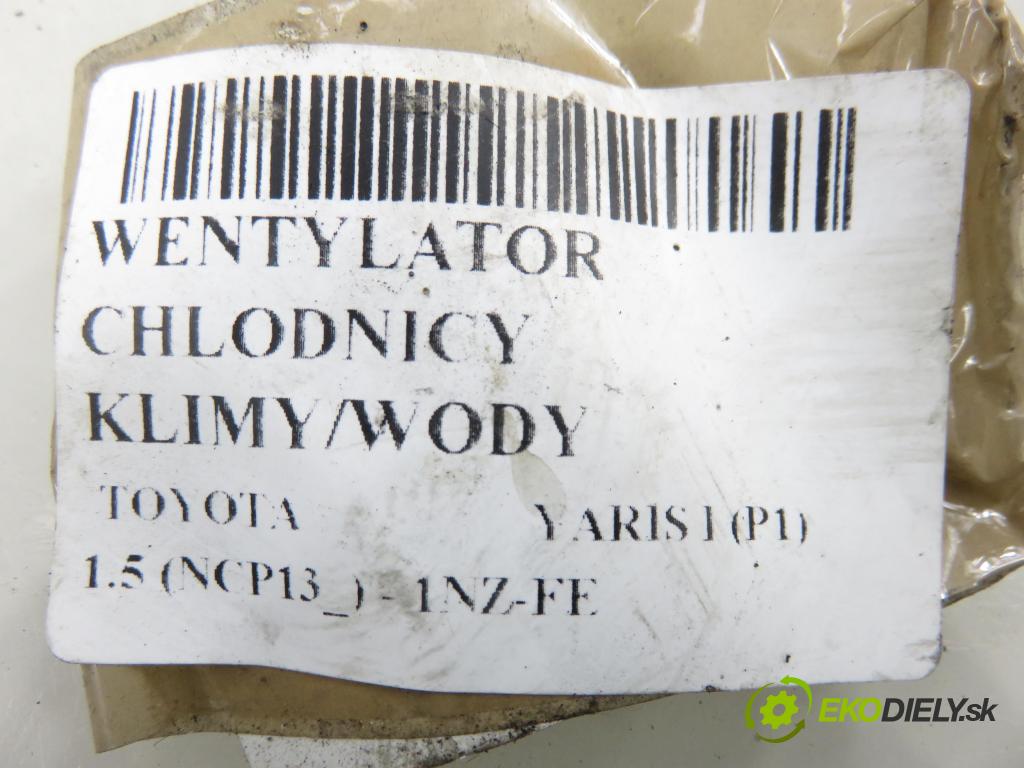 WENTYLATOR
CHLODNICY
KLIMY/WODY
TOYOTA YARIS I (P1)
1.5 (NCP13_) - 1NZ-FE
EKODIELY.sk